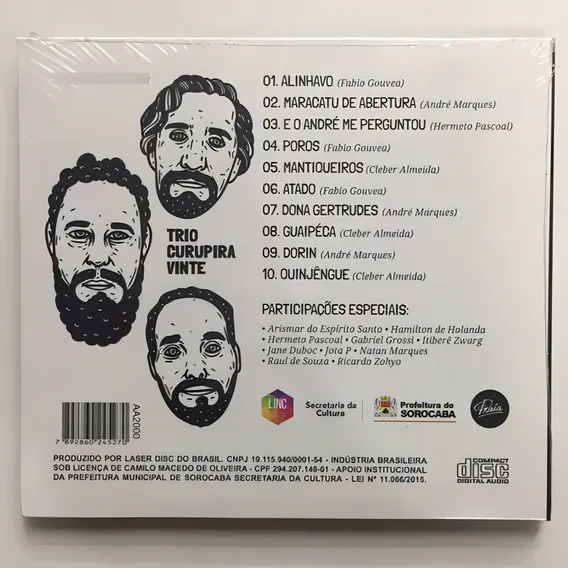 01. ALINHAVO (Fabio Gouvea)
02. MARACATU DE ABERTURA (André Marques)
03. E O ANDRÉ ME PERGUNTOU (Hermeto Pascoal)
04. POROS (Fabio Gouvea)
05. MANTIQUEIROS (Cleber Almeida)
06. ATADO (Fabio Gouvea)
07. DONA GERTRUDES (André Marques)
08. GUAIPÉCA (Cleber Almeida)
09. DORIN (André Marques)
10. QUINJÊNGUE (Cleber Almeida)
TRIO
CURUPIRA
VINTE
PARTICIPAÇÕES ESPECIAIS:
• Arismar do Espírito Santo • Hamilton de Holanda
• Hermeto Pascoal • Gabriel Grossi • Itiberê Zwarg
• Jane Duboc • Jota P • Natan Marques
• Raul de Souza • Ricardo Zohyo
LINC
Secretaria da
Cultura
Prefeitura de
SOROCABA
AA2000
7 892860 245270
PRODUZIDO POR LASER DISC DO BRASIL. CNPJ 19.115.940/0001-54 - INDÚSTRIA BRASILEIRA
SOB LICENÇA DE CAMILO MACEDO DE OLIVEIRA - CPF 294.207.148-61 - APOIO INSTITUCIONAL
DA PREFEITURA MUNICIPAL DE SOROCABA SECRETARIA DA CULTURA - LEI Nº 11.066/2015.
COMPACT
disc
DIGITAL AUDIO